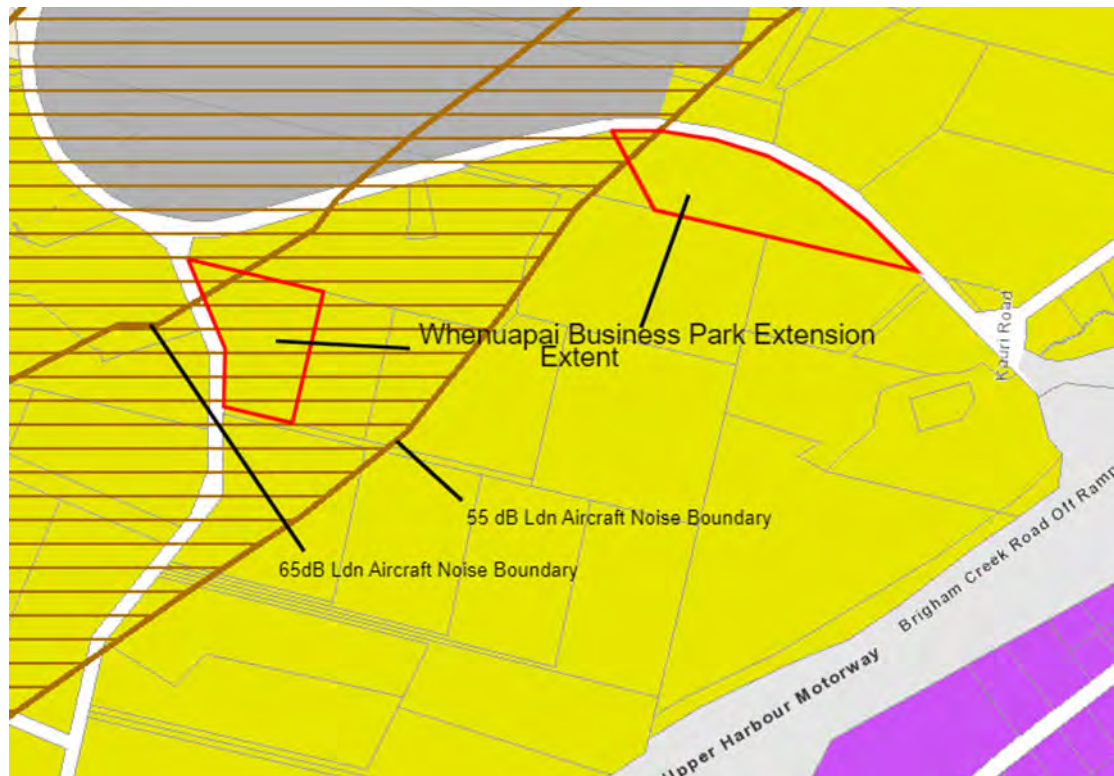 Whenuapai Business Park Extension
Extent
Kauri Road
55 dB Ldn Aircraft Noise Boundary
65dB Ldn Aircraft Noise Boundary
Brigham Creek Road Off Ramp
Upper Harbour Motorway